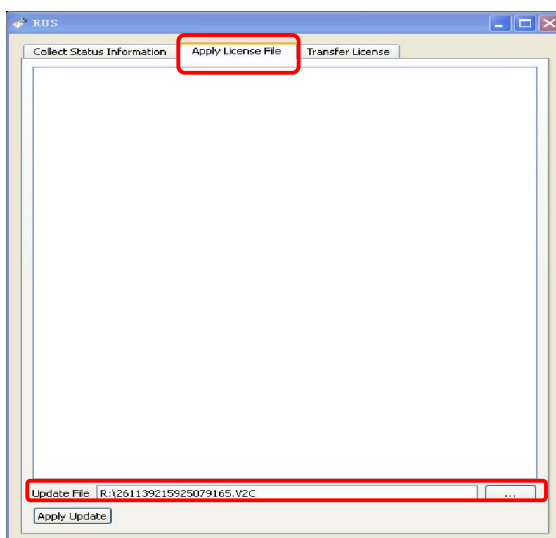 RUS
Collect Status Information Apply License File Transfer License
Update File R:\261139215925079165.V2C ...
Apply Update